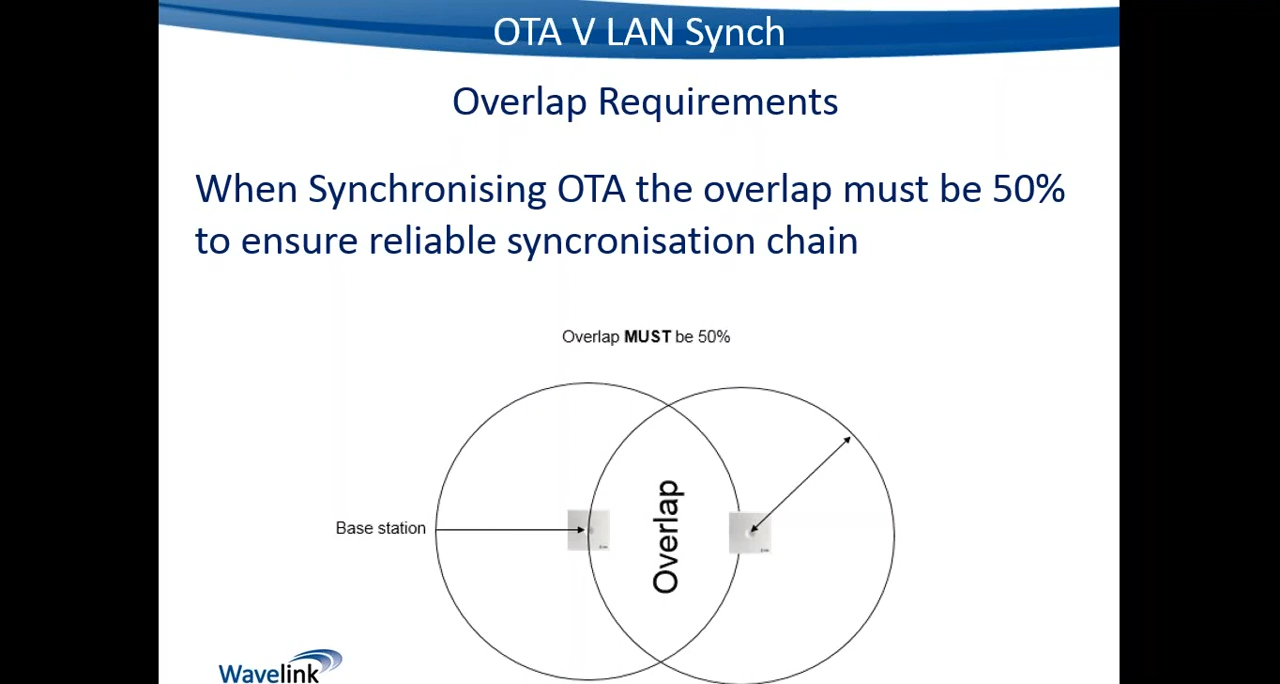 OTA V LAN Synch
Overlap Requirements
When Synchronising OTA the overlap must be 50%
to ensure reliable syncronisation chain
Overlap MUST be 50%
Base station
Overlap
Wavelink